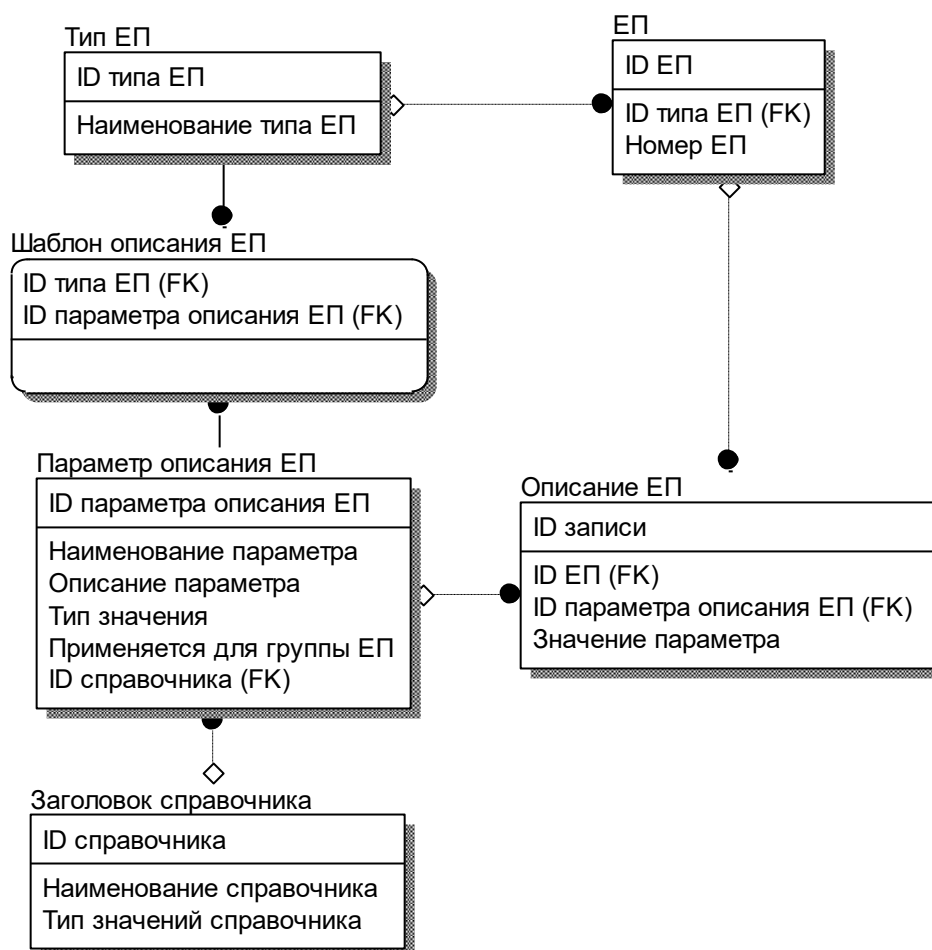 Тип ЕП
ID типа ЕП
Наименование типа ЕП
ЕП
ID ЕП
ID типа ЕП (FK)
Номер ЕП
Шаблон описания ЕП
ID типа ЕП (FK)
ID параметра описания ЕП (FK)
Параметр описания ЕП
ID параметра описания ЕП
Наименование параметра
Описание параметра
Тип значения
Применяется для группы ЕП
ID справочника (FK)
Описание ЕП
ID записи
ID ЕП (FK)
ID параметра описания ЕП (FK)
Значение параметра
Заголовок справочника
ID справочника
Наименование справочника
Тип значений справочника